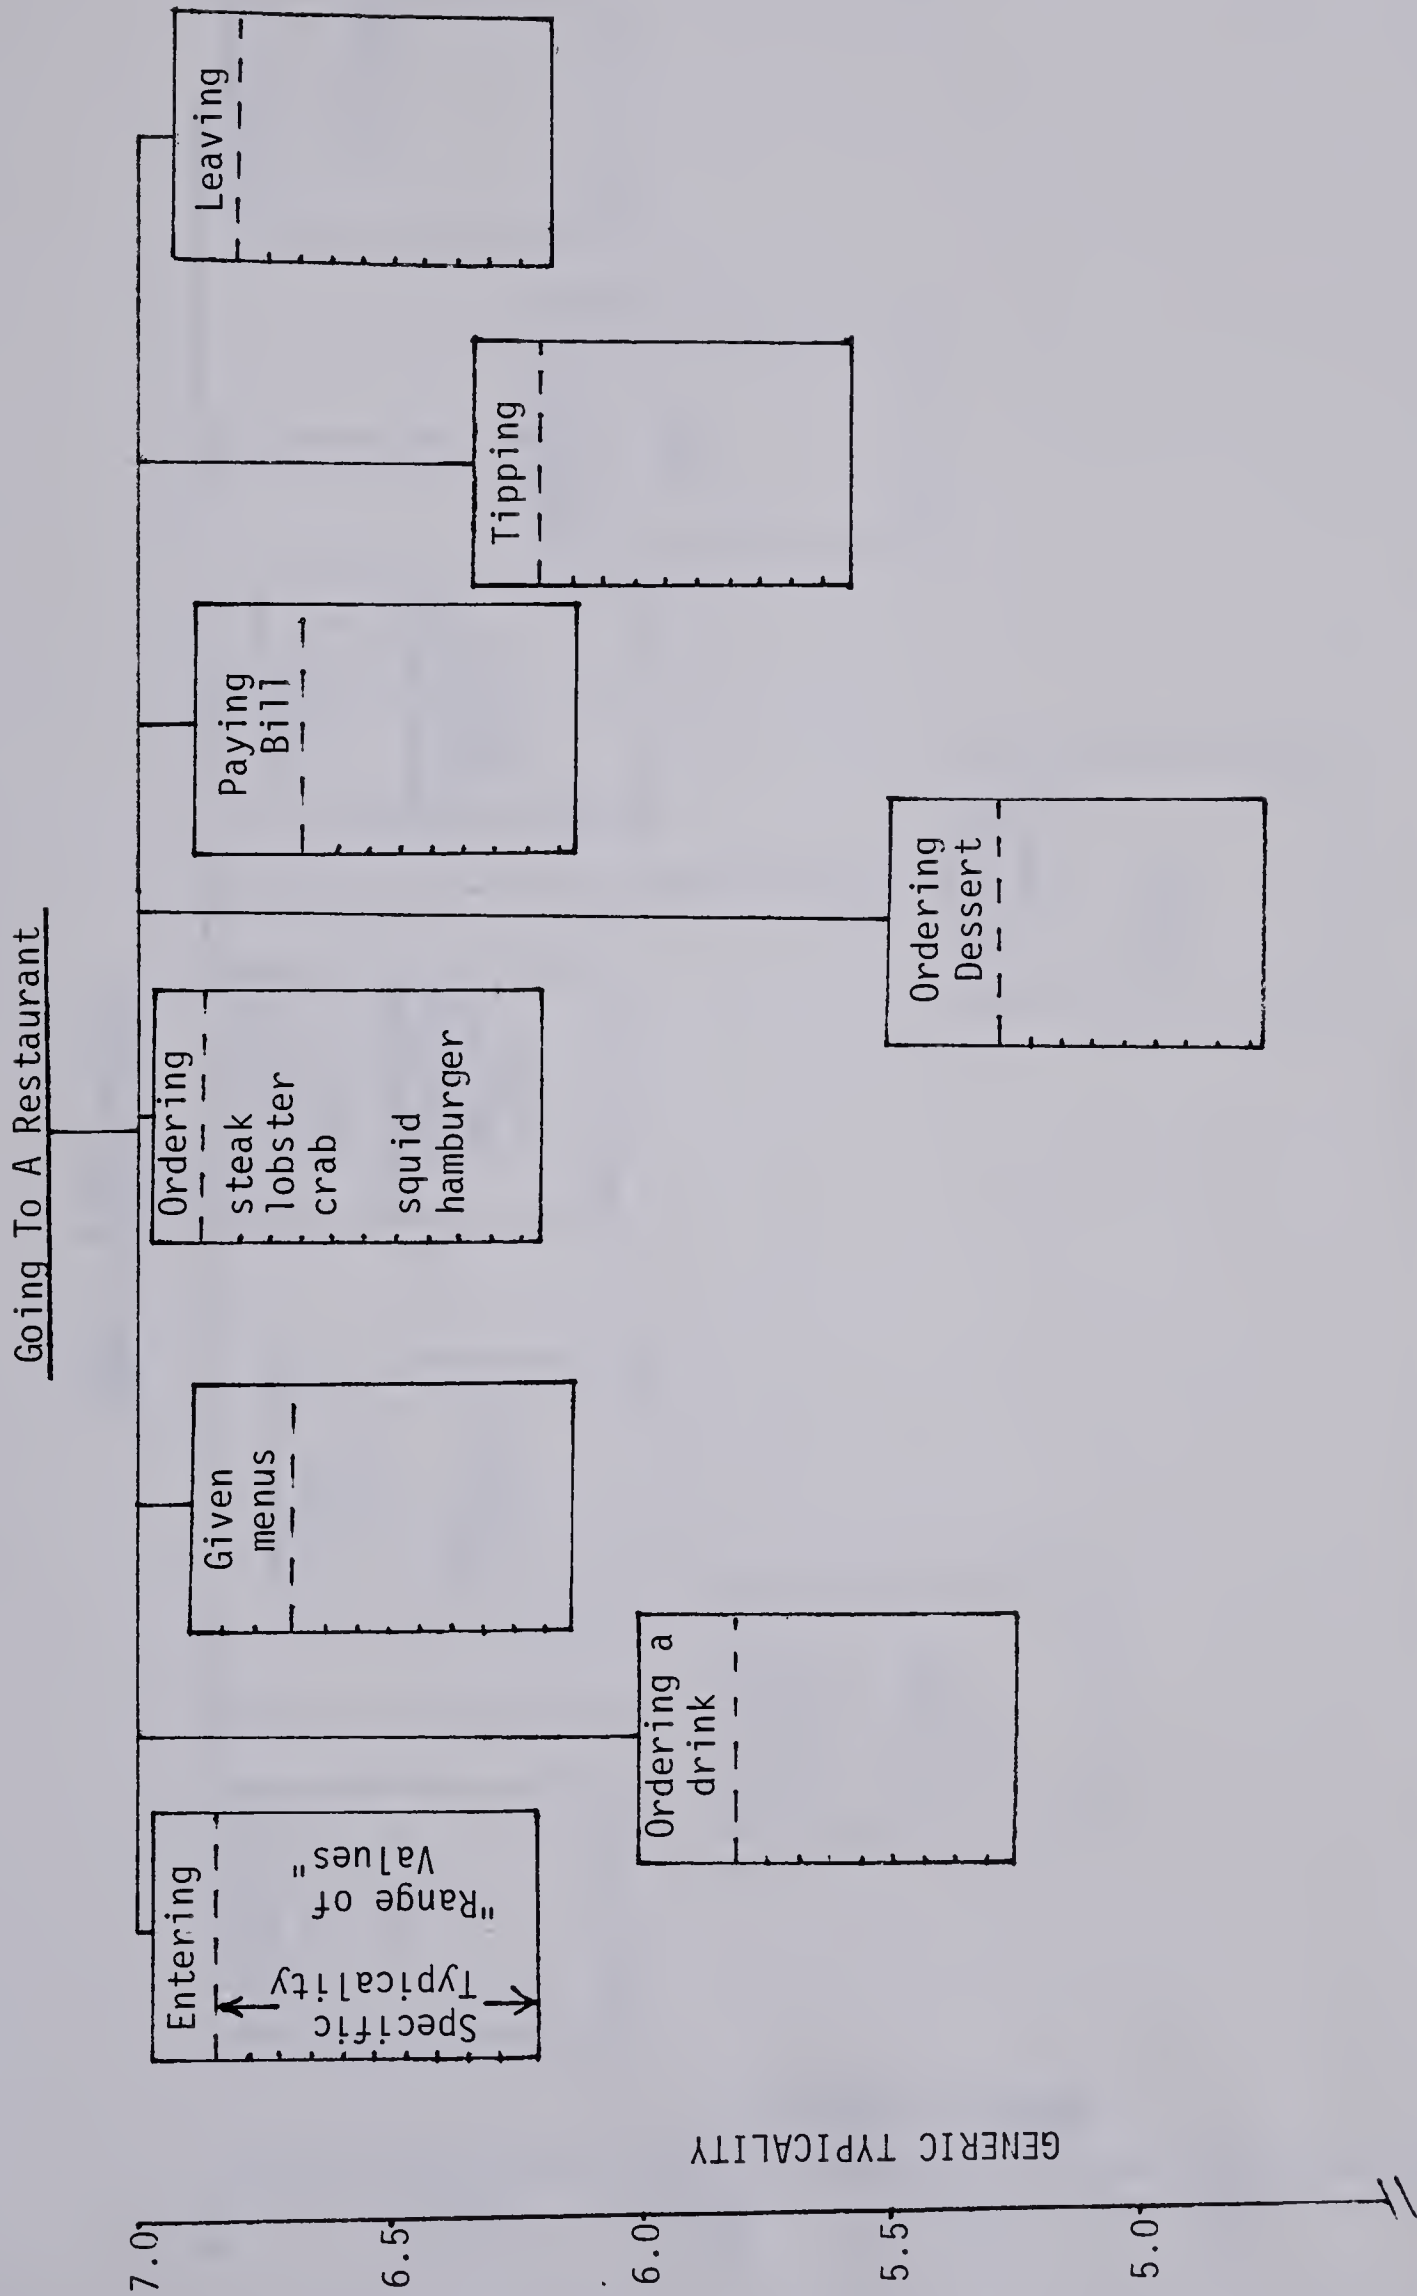 Going To A Restaurant
Entering
Specific
Typicality
"Range of
Values"
Ordering a
drink
Given
menus
Ordering
steak
lobster
crab
squid
hamburger
Ordering
Dessert
Paying
Bill
Tipping
Leaving
GENERIC TYPICALITY
7.0
6.5
6.0
5.5
5.0